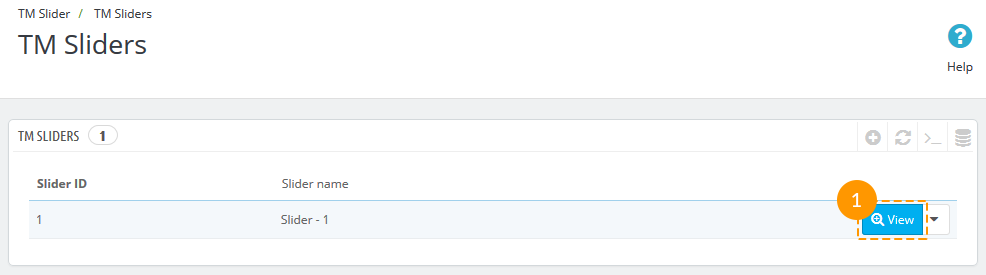 TM Slider / TM Sliders
TM Sliders
Help
TM SLIDERS 1
>_
Slider ID Slider name
1
1 Slider - 1 View